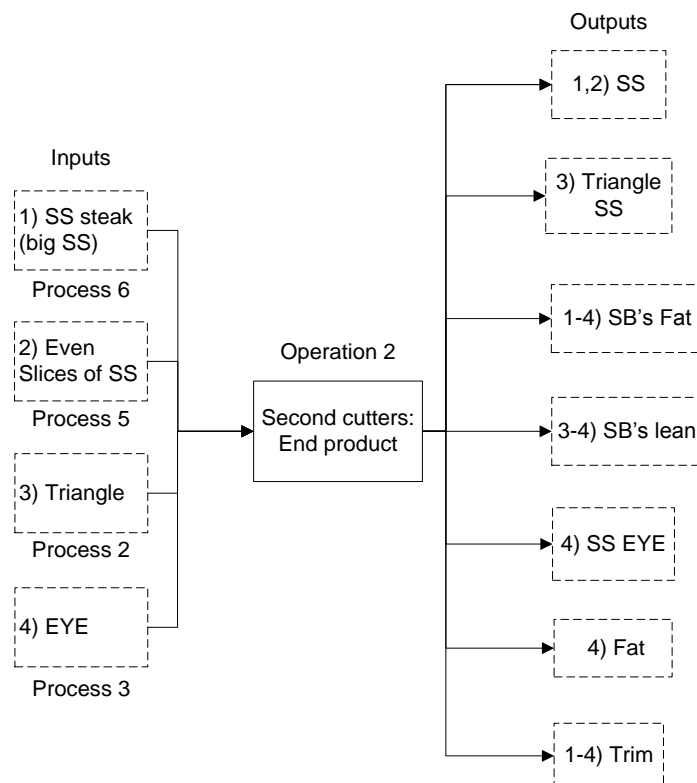 Outputs
1,2) SS
Inputs
3) Triangle
SS
1) SS steak
(big SS)
Process 6
1-4) SB's Fat
2) Even
Slices of SS
Process 5
Operation 2
Second cutters:
End product
3-4) SB's lean
3) Triangle
Process 2
4) SS EYE
4) EYE
Process 3
4) Fat
1-4) Trim